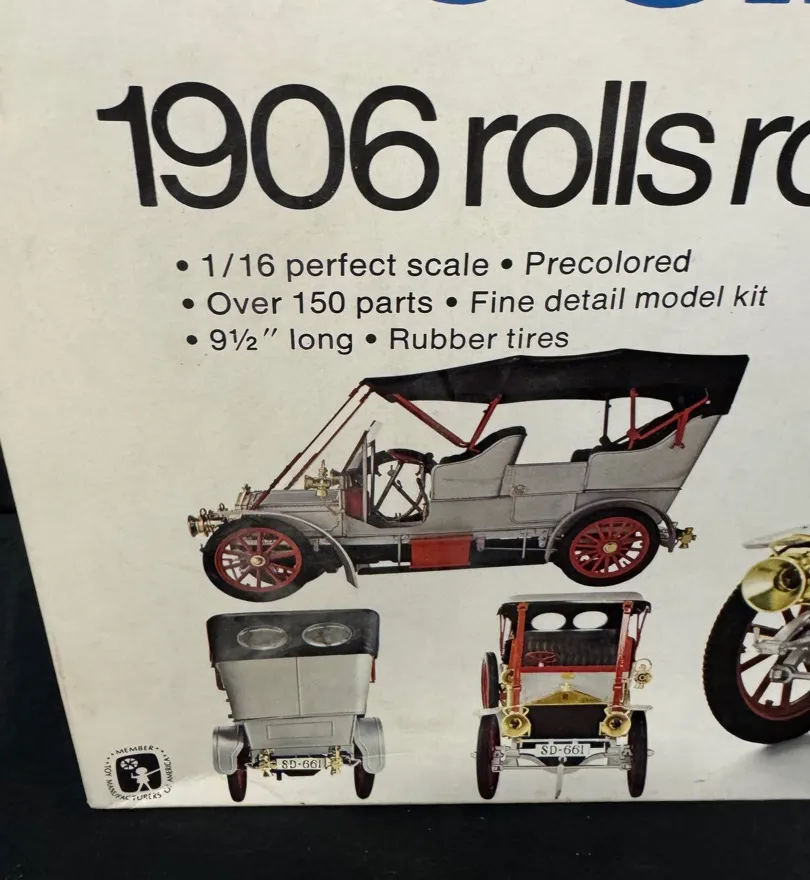 1906 rolls ro
• 1/16 perfect scale • Precolored
• Over 150 parts • Fine detail model kit
• 9½" long • Rubber tires
SD-661
SD-661
• MEMBER •
TOY MANUFACTURERS OF AMERICA